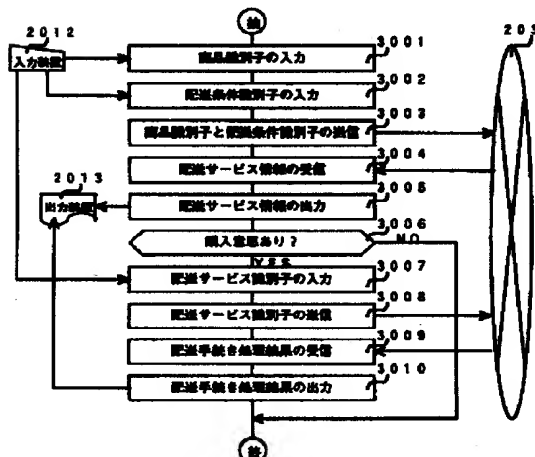 始
2012
203
3001
入力装置
商品識別子の入力
3002
配送条件識別子の入力
3003
商品識別子と配送条件識別子の送信
3004
配送サービス情報の受信
2013
3005
出力装置
配送サービス情報の出力
3006
購入意思あり？
NO
YES
3007
配送サービス識別子の入力
3008
配送サービス識別子の送信
3009
配送手続き処理結果の受信
3010
配送手続き処理結果の出力
終